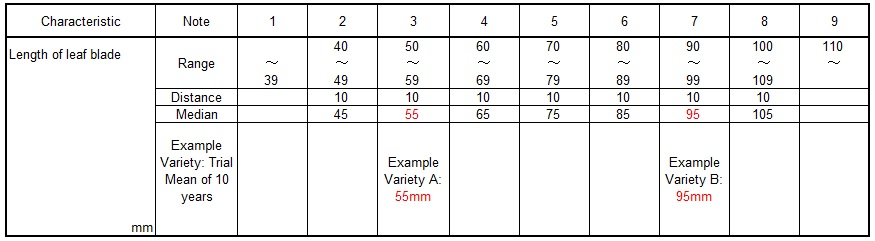 Characteristic Note 1 2 3 4 5 6 7 8 9
Length of leaf blade
Range
40 50 60 70 80 90 100 110
～ ～ ～ ～ ～ ～ ～ ～ ～
39 49 59 69 79 89 99 109
Distance 10 10 10 10 10 10 10
Median 45 55 65 75 85 95 105
Example
Variety: Trial
Mean of 10
years
Example
Variety A:
55mm
Example
Variety B:
95mm
mm